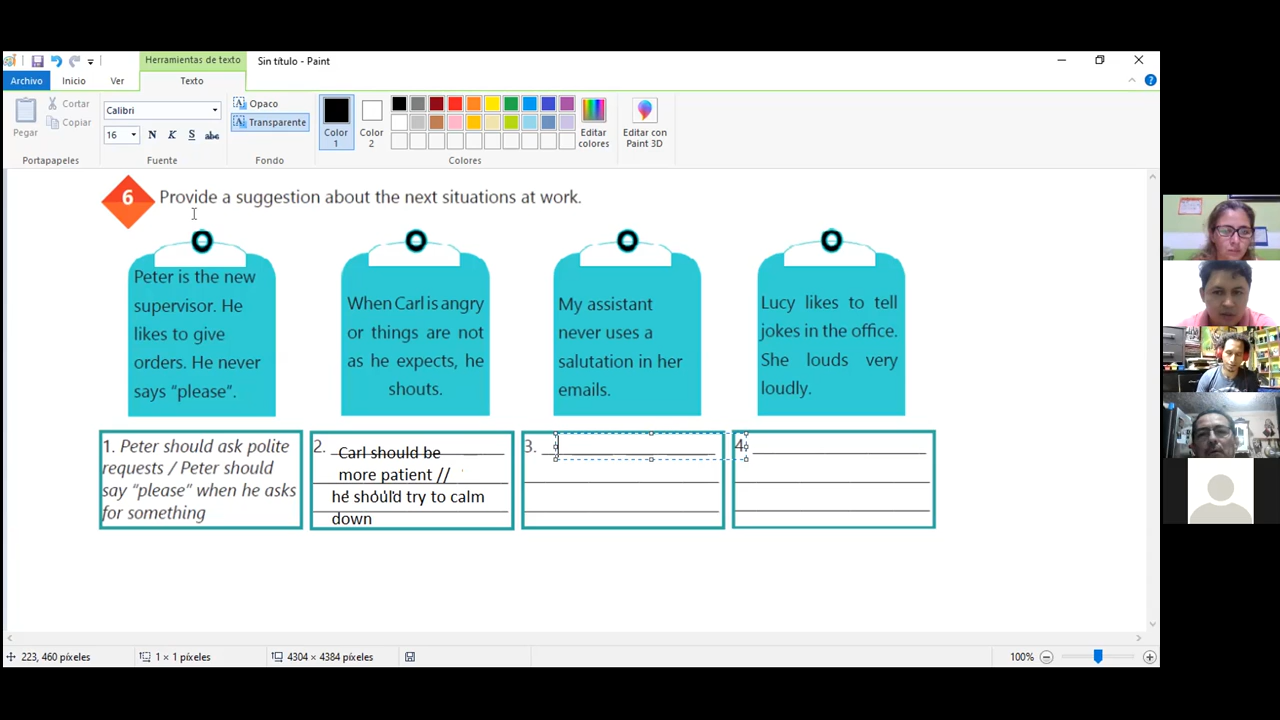 Herramientas de texto
Sin título - Paint
Archivo
Inicio
Ver
Texto
Pegar
Cortar
Copiar
Portapapeles
Calibri
16
N
K
S
abc
Fuente
Opaco
Transparente
Fondo
Color
1
Color
2
Colores
Editar
colores
Editar con
Paint 3D
6
Provide a suggestion about the next situations at work.
Peter is the new
supervisor. He
likes to give
orders. He never
says “please”.
When Carl is angry
or things are not
as he expects, he
shouts.
My assistant
never uses a
salutation in her
emails.
Lucy likes to tell
jokes in the office.
She louds very
loudly.
1. Peter should ask polite
requests / Peter should
say “please” when he asks
for something
2.
Carl should be
more patient //
he should try to calm
down
3.
4.
223, 460 píxeles
1 × 1 píxeles
4304 × 4384 píxeles
100%